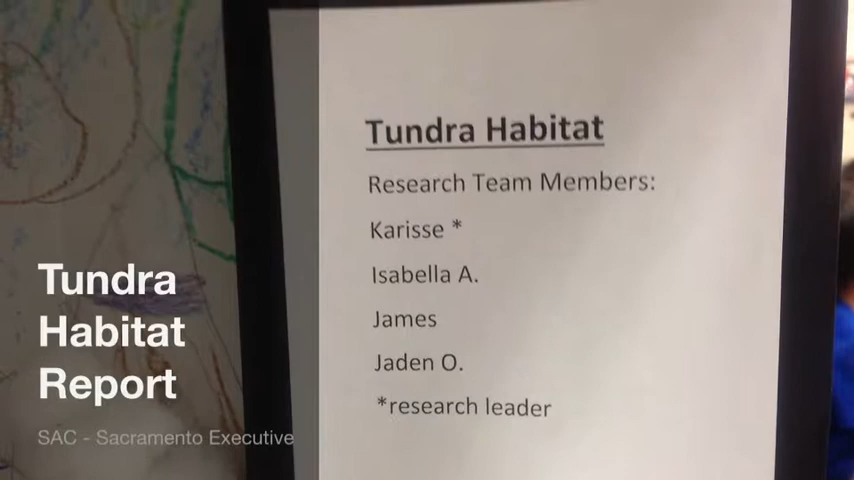 Tundra Habitat
Research Team Members:
Karisse *
Isabella A.
James
Jaden O.
*research leader
Tundra
Habitat
Report
SAC - Sacramento Executive